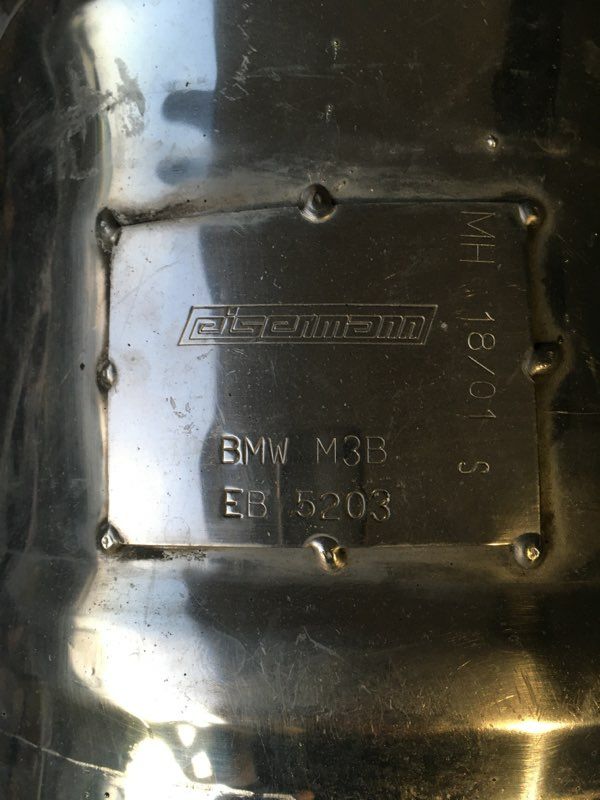 eisenmann
BMW M3B
EB 5203
MH 18/01 S